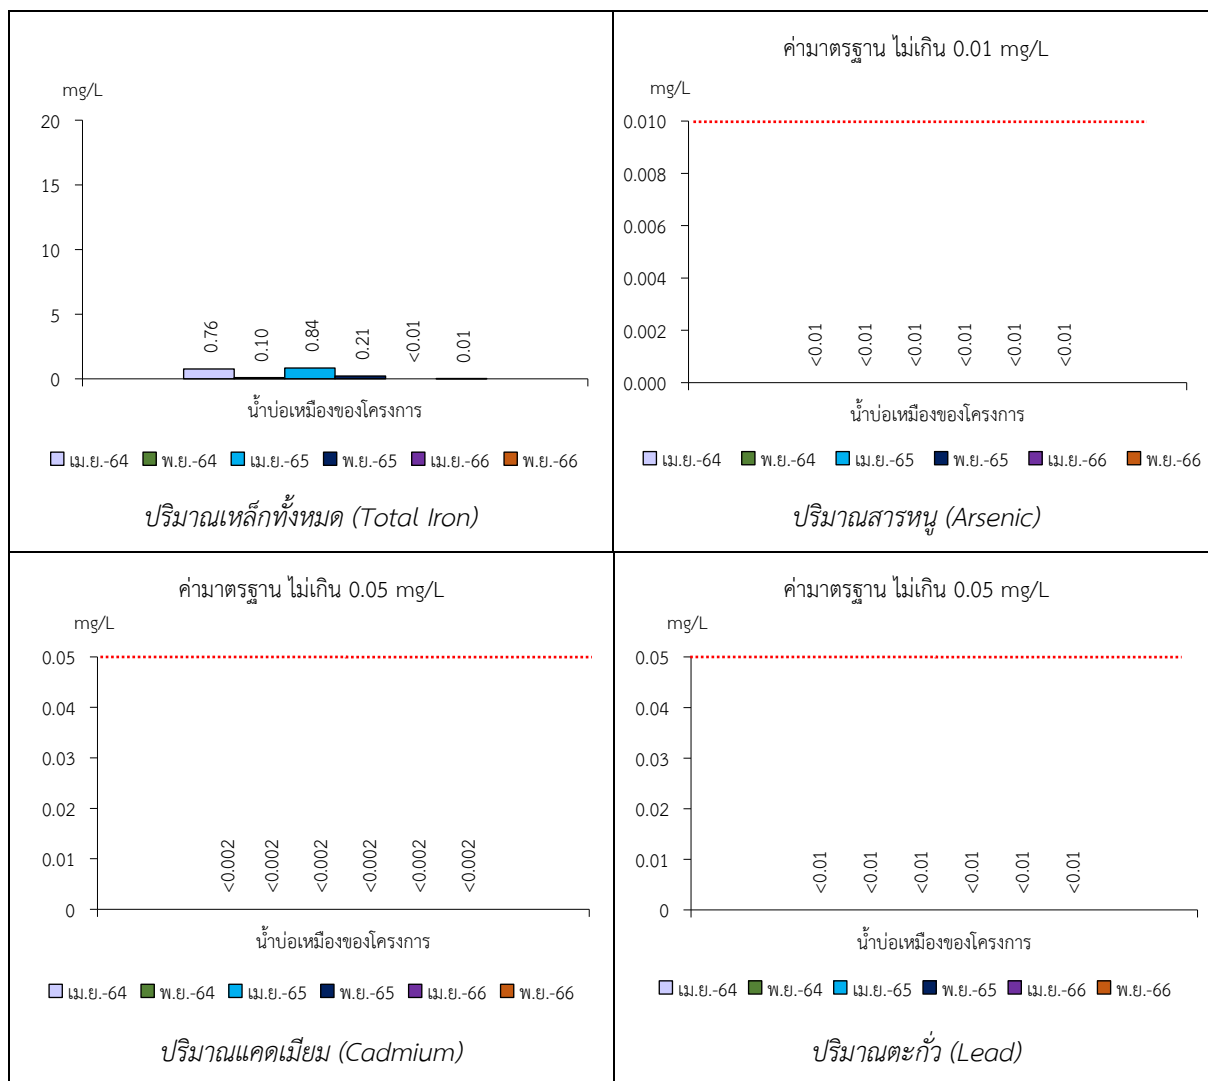 mg/L
20
15
10
5
0
0.76
0.10
0.84
0.21
<0.01
0.01
น้ำบ่อเหมืองของโครงการ
เม.ย.-64 พ.ย.-64 เม.ย.-65 พ.ย.-65 เม.ย.-66 พ.ย.-66
ปริมาณเหล็กทั้งหมด (Total Iron)
ค่ามาตรฐาน ไม่เกิน 0.01 mg/L
mg/L
0.010
0.008
0.006
0.004
0.002
0.000
<0.01
<0.01
<0.01
<0.01
<0.01
<0.01
น้ำบ่อเหมืองของโครงการ
เม.ย.-64 พ.ย.-64 เม.ย.-65 พ.ย.-65 เม.ย.-66 พ.ย.-66
ปริมาณสารหนู (Arsenic)
ค่ามาตรฐาน ไม่เกิน 0.05 mg/L
mg/L
0.05
0.04
0.03
0.02
0.01
0
<0.002
<0.002
<0.002
<0.002
<0.002
<0.002
น้ำบ่อเหมืองของโครงการ
เม.ย.-64 พ.ย.-64 เม.ย.-65 พ.ย.-65 เม.ย.-66 พ.ย.-66
ปริมาณแคดเมียม (Cadmium)
ค่ามาตรฐาน ไม่เกิน 0.05 mg/L
mg/L
0.05
0.04
0.03
0.02
0.01
0
<0.01
<0.01
<0.01
<0.01
<0.01
<0.01
น้ำบ่อเหมืองของโครงการ
เม.ย.-64 พ.ย.-64 เม.ย.-65 พ.ย.-65 เม.ย.-66 พ.ย.-66
ปริมาณตะกั่ว (Lead)